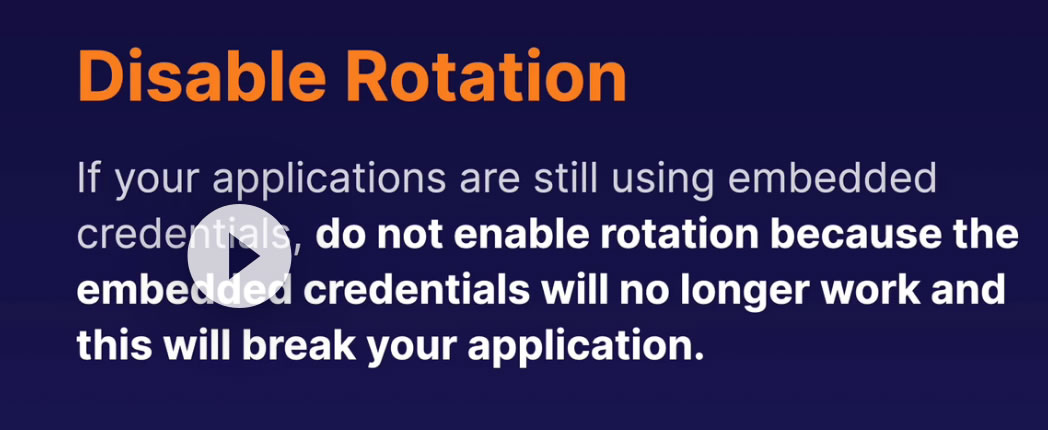 Disable Rotation
If your applications are still using embedded
credentials, do not enable rotation because the
embedded credentials will no longer work and
this will break your application.